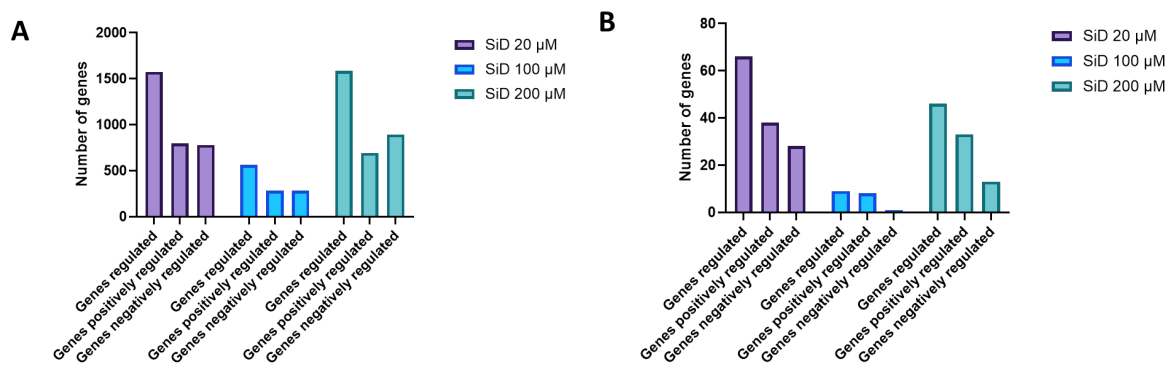 A
Number of genes
2000
1500
1000
500
0
Genes regulated
Genes positively regulated
Genes negatively regulated
Genes regulated
Genes positively regulated
Genes negatively regulated
Genes regulated
Genes positively regulated
Genes negatively regulated
SiD 20 µM
SiD 100 µM
SiD 200 µM
B
Number of genes
80
60
40
20
0
Genes regulated
Genes positively regulated
Genes negatively regulated
Genes regulated
Genes positively regulated
Genes negatively regulated
Genes regulated
Genes positively regulated
Genes negatively regulated
SiD 20 µM
SiD 100 µM
SiD 200 µM